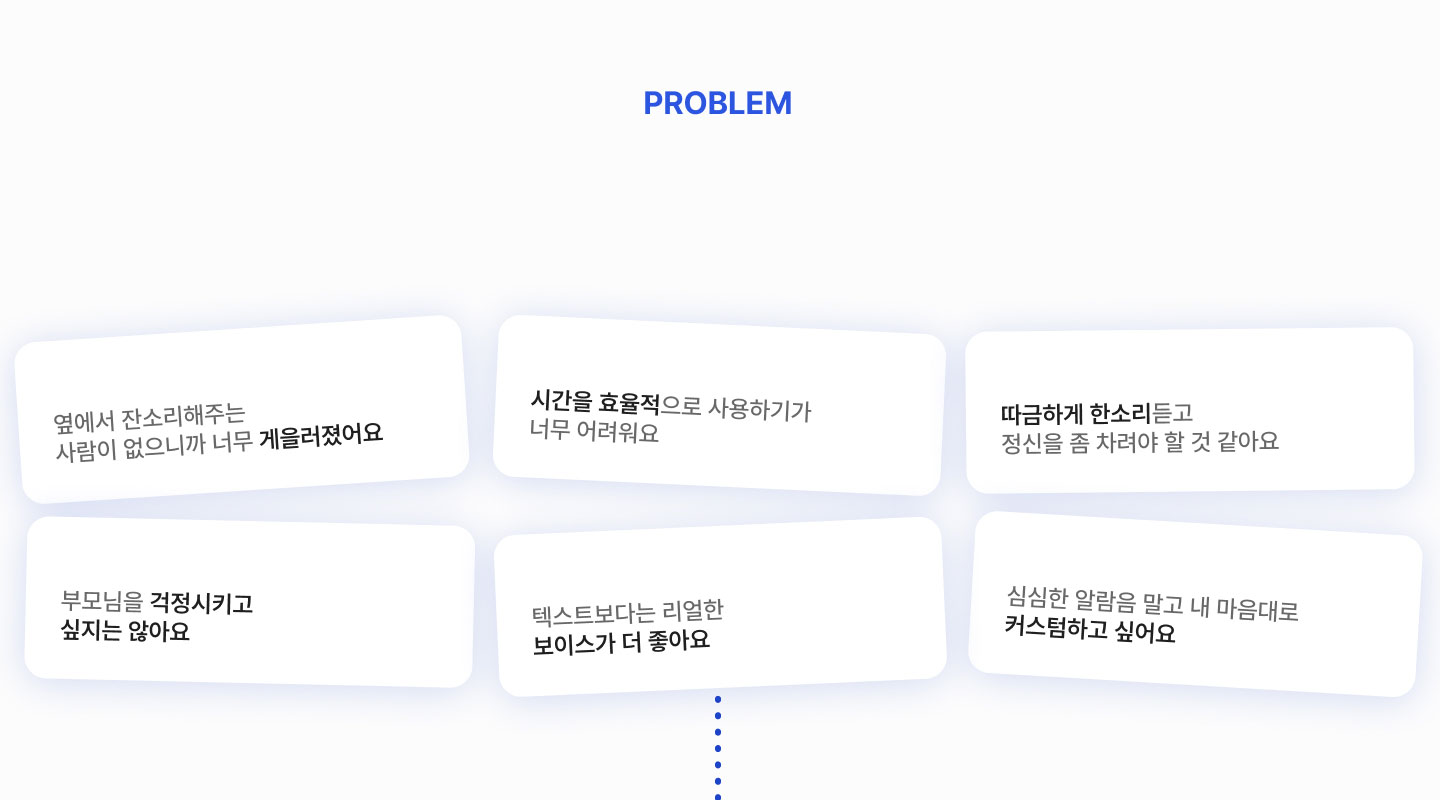 PROBLEM
옆에서 잔소리해주는
사람이 없으니까 너무 게을러졌어요
시간을 효율적으로 사용하기가
너무 어려워요
따금하게 한소리듣고
정신을 좀 차려야 할 것 같아요
부모님을 걱정시키고
싶지는 않아요
텍스트보다는 리얼한
보이스가 더 좋아요
심심한 알람음 말고 내 마음대로
커스텀하고 싶어요